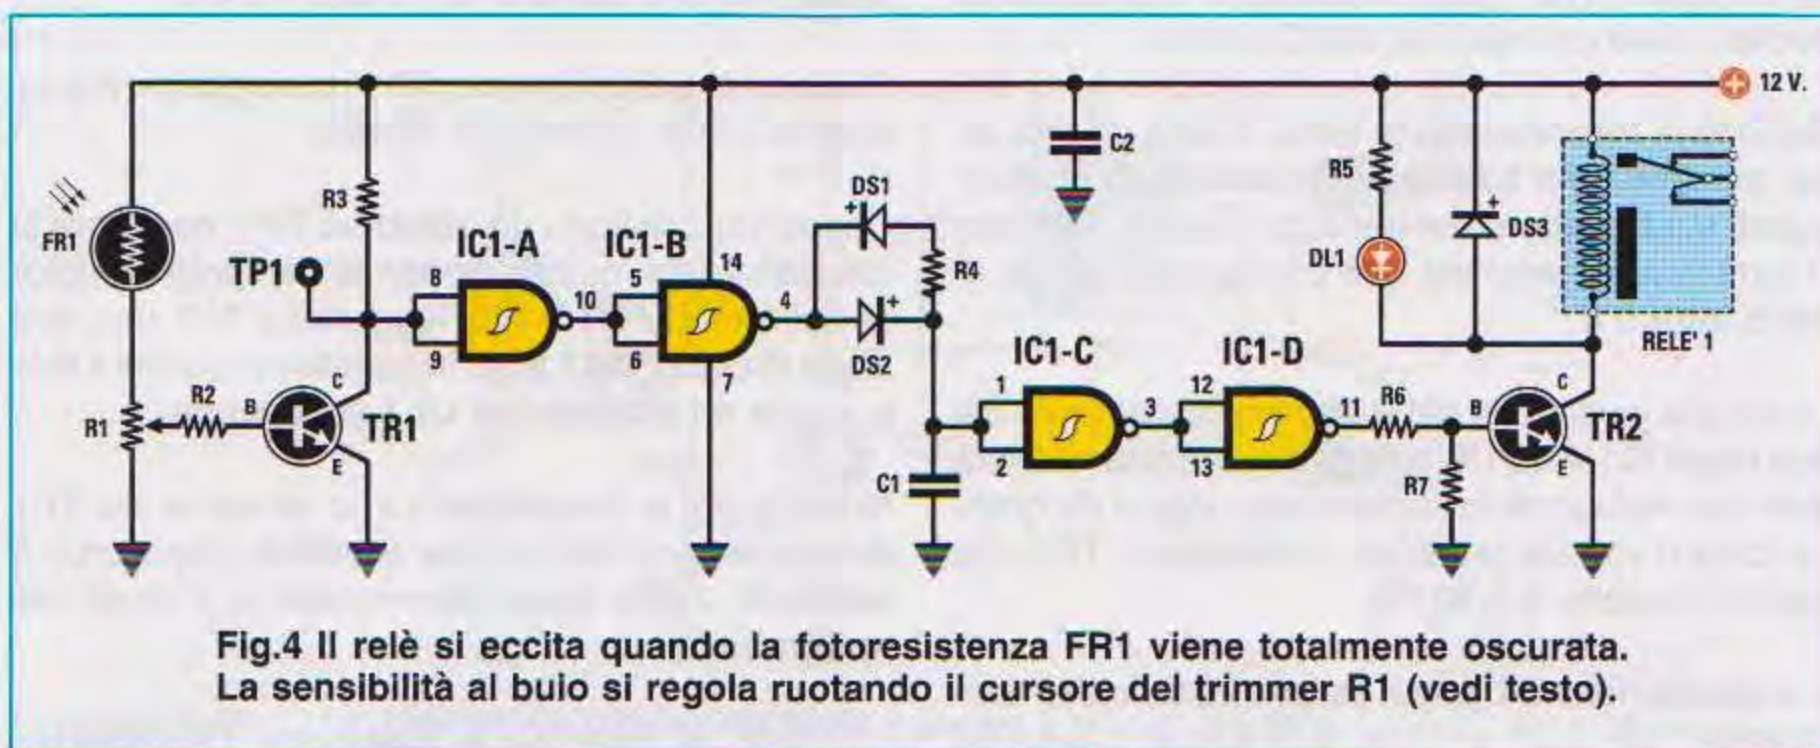 12 V.
C2
R5
DS1
R3
FR1
DS3
IC1-A
IC1-B
14
DL1
TP1
8
5
R4
10
4
9
6
DS2
RELE' 1
7
IC1-C
IC1-D
C
R2
B
1
12
R6
C
R1
TR1
3
11
B
TR2
E
2
13
C1
R7
E
Fig.4 Il relè si eccita quando la fotoresistenza FR1 viene totalmente oscurata.
La sensibilità al buio si regola ruotando il cursore del trimmer R1 (vedi testo).